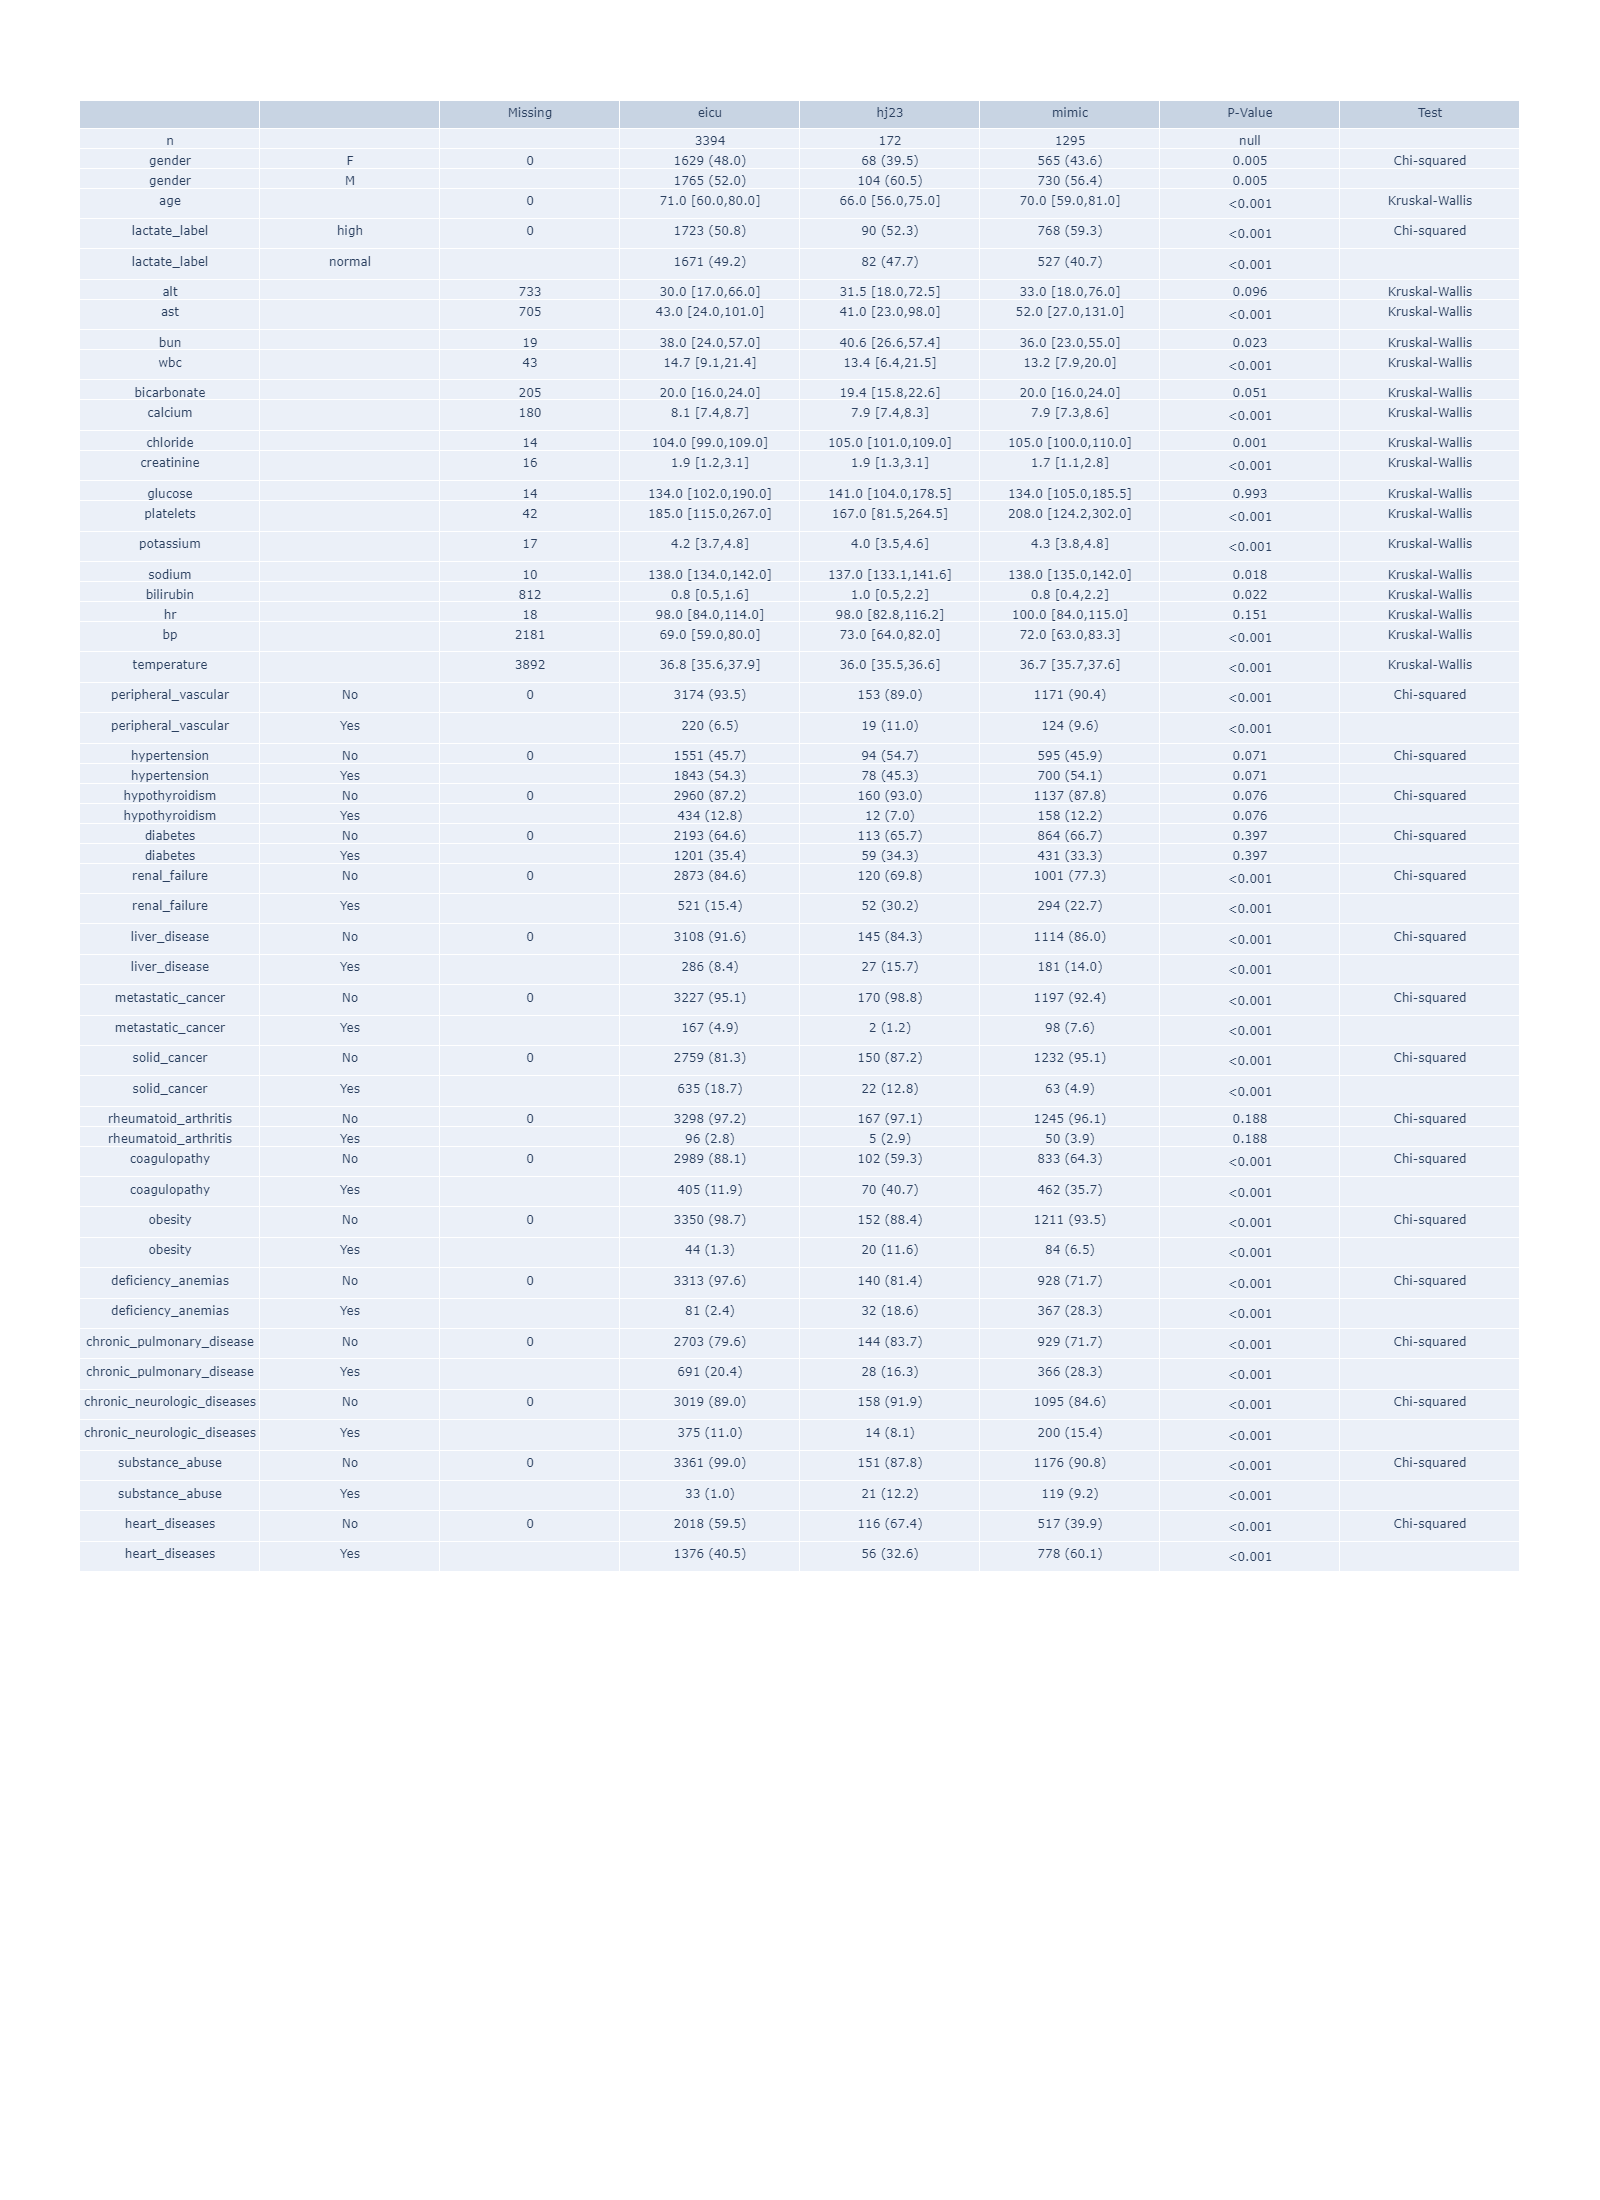 Missing eicu hj23 mimic P-Value Test
n 3394 172 1295 null
gender F 0 1629 (48.0) 68 (39.5) 565 (43.6) 0.005 Chi-squared
gender M 1765 (52.0) 104 (60.5) 730 (56.4) 0.005
age 0 71.0 [60.0,80.0] 66.0 [56.0,75.0] 70.0 [59.0,81.0] <0.001 Kruskal-Wallis
lactate_label high 0 1723 (50.8) 90 (52.3) 768 (59.3) <0.001 Chi-squared
lactate_label normal 1671 (49.2) 82 (47.7) 527 (40.7) <0.001
alt 733 30.0 [17.0,66.0] 31.5 [18.0,72.5] 33.0 [18.0,76.0] 0.096 Kruskal-Wallis
ast 705 43.0 [24.0,101.0] 41.0 [23.0,98.0] 52.0 [27.0,131.0] <0.001 Kruskal-Wallis
bun 19 38.0 [24.0,57.0] 40.6 [26.6,57.4] 36.0 [23.0,55.0] 0.023 Kruskal-Wallis
wbc 43 14.7 [9.1,21.4] 13.4 [6.4,21.5] 13.2 [7.9,20.0] <0.001 Kruskal-Wallis
bicarbonate 205 20.0 [16.0,24.0] 19.4 [15.8,22.6] 20.0 [16.0,24.0] 0.051 Kruskal-Wallis
calcium 180 8.1 [7.4,8.7] 7.9 [7.4,8.3] 7.9 [7.3,8.6] <0.001 Kruskal-Wallis
chloride 14 104.0 [99.0,109.0] 105.0 [101.0,109.0] 105.0 [100.0,110.0] 0.001 Kruskal-Wallis
creatinine 16 1.9 [1.2,3.1] 1.9 [1.3,3.1] 1.7 [1.1,2.8] <0.001 Kruskal-Wallis
glucose 14 134.0 [102.0,190.0] 141.0 [104.0,178.5] 134.0 [105.0,185.5] 0.993 Kruskal-Wallis
platelets 42 185.0 [115.0,267.0] 167.0 [81.5,264.5] 208.0 [124.2,302.0] <0.001 Kruskal-Wallis
potassium 17 4.2 [3.7,4.8] 4.0 [3.5,4.6] 4.3 [3.8,4.8] <0.001 Kruskal-Wallis
sodium 10 138.0 [134.0,142.0] 137.0 [133.1,141.6] 138.0 [135.0,142.0] 0.018 Kruskal-Wallis
bilirubin 812 0.8 [0.5,1.6] 1.0 [0.5,2.2] 0.8 [0.4,2.2] 0.022 Kruskal-Wallis
hr 18 98.0 [84.0,114.0] 98.0 [82.8,116.2] 100.0 [84.0,115.0] 0.151 Kruskal-Wallis
bp 2181 69.0 [59.0,80.0] 73.0 [64.0,82.0] 72.0 [63.0,83.3] <0.001 Kruskal-Wallis
temperature 3892 36.8 [35.6,37.9] 36.0 [35.5,36.6] 36.7 [35.7,37.6] <0.001 Kruskal-Wallis
peripheral_vascular No 0 3174 (93.5) 153 (89.0) 1171 (90.4) <0.001 Chi-squared
peripheral_vascular Yes 220 (6.5) 19 (11.0) 124 (9.6) <0.001
hypertension No 0 1551 (45.7) 94 (54.7) 595 (45.9) 0.071 Chi-squared
hypertension Yes 1843 (54.3) 78 (45.3) 700 (54.1) 0.071
hypothyroidism No 0 2960 (87.2) 160 (93.0) 1137 (87.8) 0.076 Chi-squared
hypothyroidism Yes 434 (12.8) 12 (7.0) 158 (12.2) 0.076
diabetes No 0 2193 (64.6) 113 (65.7) 864 (66.7) 0.397 Chi-squared
diabetes Yes 1201 (35.4) 59 (34.3) 431 (33.3) 0.397
renal_failure No 0 2873 (84.6) 120 (69.8) 1001 (77.3) <0.001 Chi-squared
renal_failure Yes 521 (15.4) 52 (30.2) 294 (22.7) <0.001
liver_disease No 0 3108 (91.6) 145 (84.3) 1114 (86.0) <0.001 Chi-squared
liver_disease Yes 286 (8.4) 27 (15.7) 181 (14.0) <0.001
metastatic_cancer No 0 3227 (95.1) 170 (98.8) 1197 (92.4) <0.001 Chi-squared
metastatic_cancer Yes 167 (4.9) 2 (1.2) 98 (7.6) <0.001
solid_cancer No 0 2759 (81.3) 150 (87.2) 1232 (95.1) <0.001 Chi-squared
solid_cancer Yes 635 (18.7) 22 (12.8) 63 (4.9) <0.001
rheumatoid_arthritis No 0 3298 (97.2) 167 (97.1) 1245 (96.1) 0.188 Chi-squared
rheumatoid_arthritis Yes 96 (2.8) 5 (2.9) 50 (3.9) 0.188
coagulopathy No 0 2989 (88.1) 102 (59.3) 833 (64.3) <0.001 Chi-squared
coagulopathy Yes 405 (11.9) 70 (40.7) 462 (35.7) <0.001
obesity No 0 3350 (98.7) 152 (88.4) 1211 (93.5) <0.001 Chi-squared
obesity Yes 44 (1.3) 20 (11.6) 84 (6.5) <0.001
deficiency_anemias No 0 3313 (97.6) 140 (81.4) 928 (71.7) <0.001 Chi-squared
deficiency_anemias Yes 81 (2.4) 32 (18.6) 367 (28.3) <0.001
chronic_pulmonary_disease No 0 2703 (79.6) 144 (83.7) 929 (71.7) <0.001 Chi-squared
chronic_pulmonary_disease Yes 691 (20.4) 28 (16.3) 366 (28.3) <0.001
chronic_neurologic_diseases No 0 3019 (89.0) 158 (91.9) 1095 (84.6) <0.001 Chi-squared
chronic_neurologic_diseases Yes 375 (11.0) 14 (8.1) 200 (15.4) <0.001
substance_abuse No 0 3361 (99.0) 151 (87.8) 1176 (90.8) <0.001 Chi-squared
substance_abuse Yes 33 (1.0) 21 (12.2) 119 (9.2) <0.001
heart_diseases No 0 2018 (59.5) 116 (67.4) 517 (39.9) <0.001 Chi-squared
heart_diseases Yes 1376 (40.5) 56 (32.6) 778 (60.1) <0.001